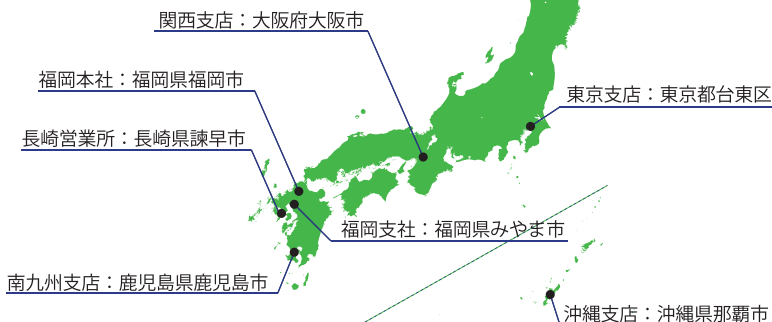 関西支店：大阪府大阪市
福岡本社：福岡県福岡市
東京支店：東京都台東区
長崎営業所：長崎県諫早市
福岡支社：福岡県みやま市
南九州支店：鹿児島県鹿児島市
沖縄支店：沖縄県那覇市